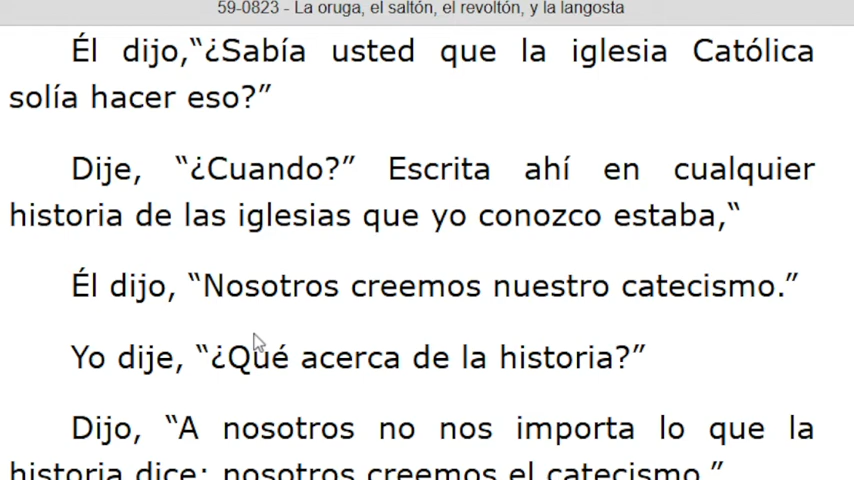 59-0823 - La oruga, el saltón, el revoltón, y la langosta
Él dijo,“¿Sabía usted que la iglesia Católica
solía hacer eso?”
Dije, “¿Cuando?” Escrita ahí en cualquier
historia de las iglesias que yo conozco estaba,“
Él dijo, “Nosotros creemos nuestro catecismo.”
Yo dije, “¿Qué acerca de la historia?”
Dijo, “A nosotros no nos importa lo que la
historia dice; nosotros creemos el catecismo.”